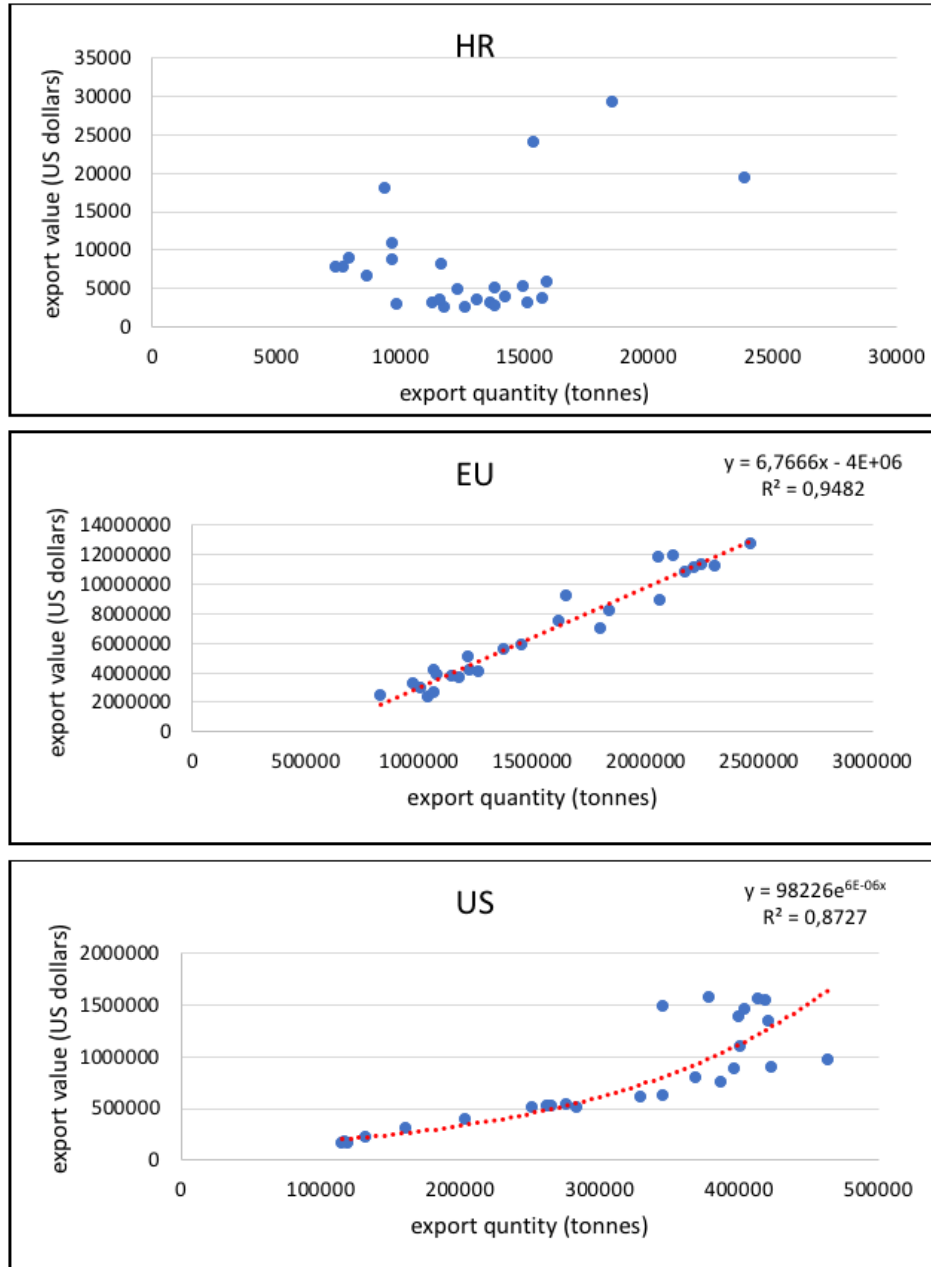 HR
export value (US dollars)
35000
30000
25000
20000
15000
10000
5000
0
0 5000 10000 15000 20000 25000 30000
export quantity (tonnes)
EU
y = 6,7666x - 4E+06
R² = 0,9482
export value (US dollars)
14000000
12000000
10000000
8000000
6000000
4000000
2000000
0
0 500000 1000000 1500000 2000000 2500000 3000000
export quantity (tonnes)
US
y = 98226e^6E-06x
R² = 0,8727
export value (US dollars)
2000000
1500000
1000000
500000
0
0 100000 200000 300000 400000 500000
export quntity (tonnes)